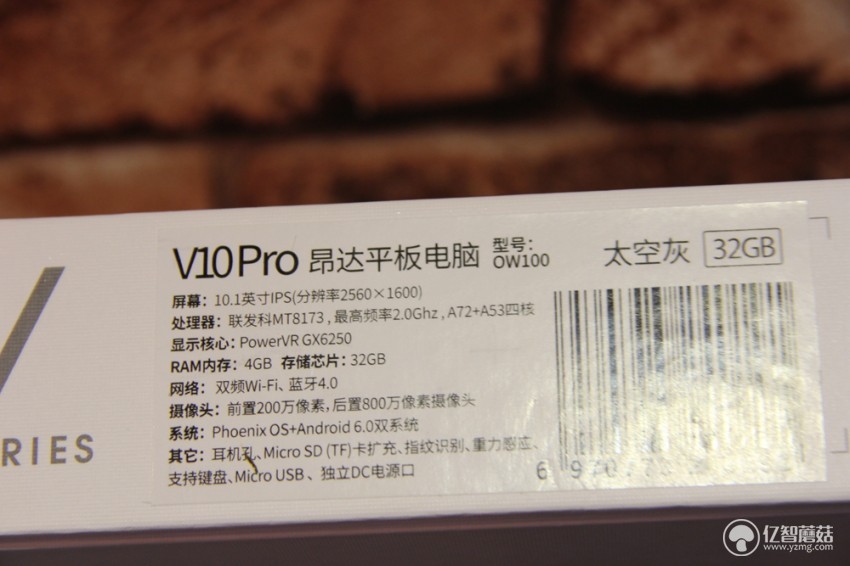 V10Pro 昂达平板电脑 型号: OW100 太空灰 32GB
屏幕：10.1英寸IPS(分辨率2560×1600)
处理器：联发科MT8173，最高频率2.0Ghz，A72+A53四核
显示核心：PowerVR GX6250
RAM内存：4GB 存储芯片：32GB
网络：双频Wi-Fi、蓝牙4.0
摄像头：前置200万像素，后置800万像素摄像头
系统：Phoenix OS+Android 6.0双系统
其它：耳机孔、Micro SD (TF)卡扩充、指纹识别、重力感应、
支持键盘、Micro USB、独立DC电源口
RIES
亿智蘑菇
www.yzmg.com